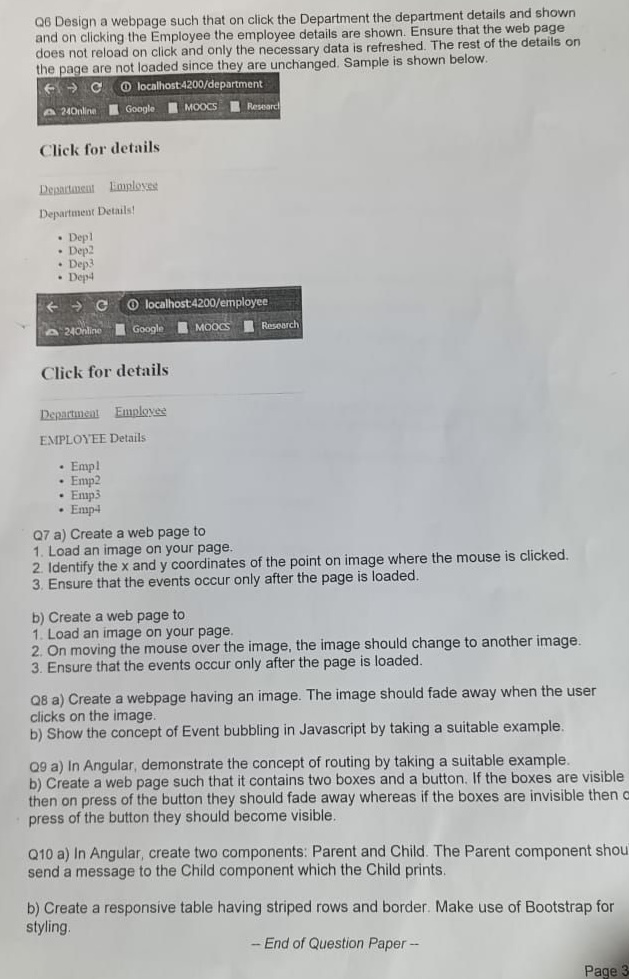 Q6 Design a webpage such that on click the Department the department details and shown
and on clicking the Employee the employee details are shown. Ensure that the web page
does not reload on click and only the necessary data is refreshed. The rest of the details on
the page are not loaded since they are unchanged. Sample is shown below.
localhost:4200/department
24Online Google MOOCS Research
Click for details
Department Employee
Department Details!
• Dep1
• Dep2
• Dep3
• Dep4
localhost:4200/employee
24Online Google MOOCS Research
Click for details
Department Employee
EMPLOYEE Details
• Emp1
• Emp2
• Emp3
• Emp4
Q7 a) Create a web page to
1. Load an image on your page.
2. Identify the x and y coordinates of the point on image where the mouse is clicked.
3. Ensure that the events occur only after the page is loaded.
b) Create a web page to
1. Load an image on your page.
2. On moving the mouse over the image, the image should change to another image.
3. Ensure that the events occur only after the page is loaded.
Q8 a) Create a webpage having an image. The image should fade away when the user
clicks on the image.
b) Show the concept of Event bubbling in Javascript by taking a suitable example.
Q9 a) In Angular, demonstrate the concept of routing by taking a suitable example.
b) Create a web page such that it contains two boxes and a button. If the boxes are visible
then on press of the button they should fade away whereas if the boxes are invisible then
press of the button they should become visible.
Q10 a) In Angular, create two components: Parent and Child. The Parent component shou
send a message to the Child component which the Child prints.
b) Create a responsive table having striped rows and border. Make use of Bootstrap for
styling.
-- End of Question Paper --
Page 3